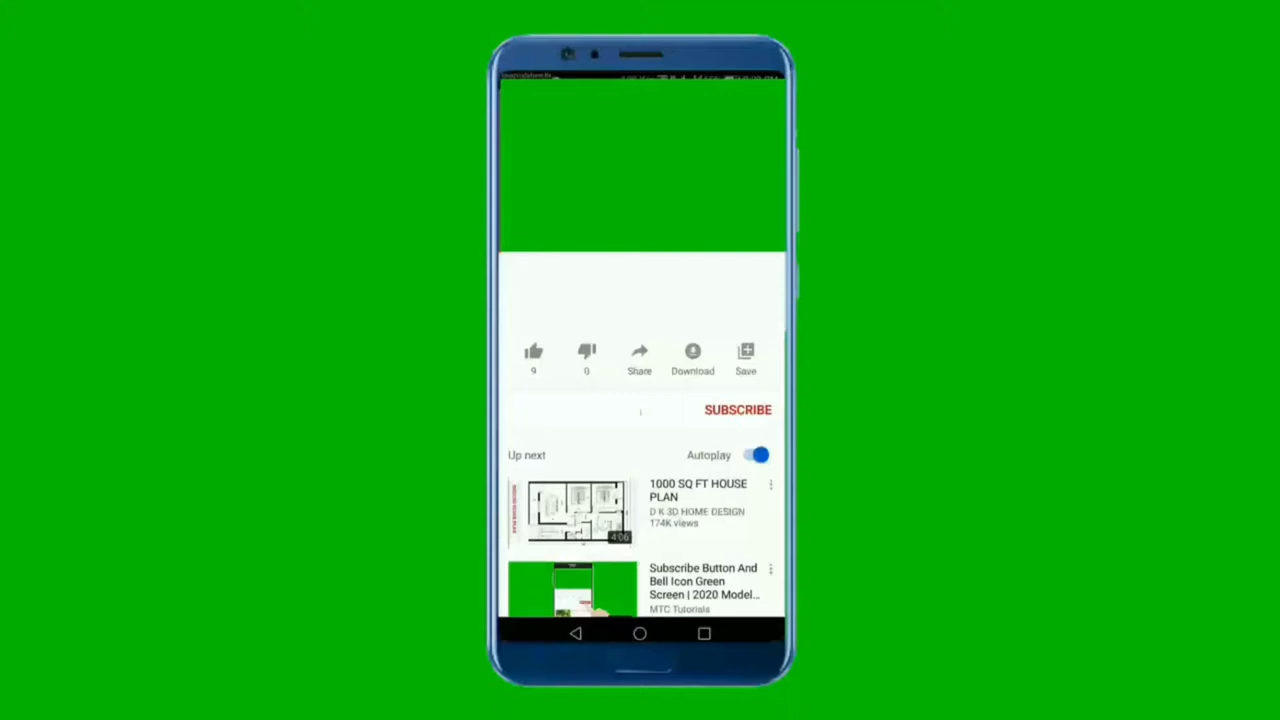 9
0
Share
Download
Save
SUBSCRIBE
Up next
Autoplay
1000 SQ FT HOUSE
PLAN
D K 3D HOME DESIGN
174K views
4:06
Subscribe Button And
Bell Icon Green
Screen | 2020 Model...
MTC Tutorials